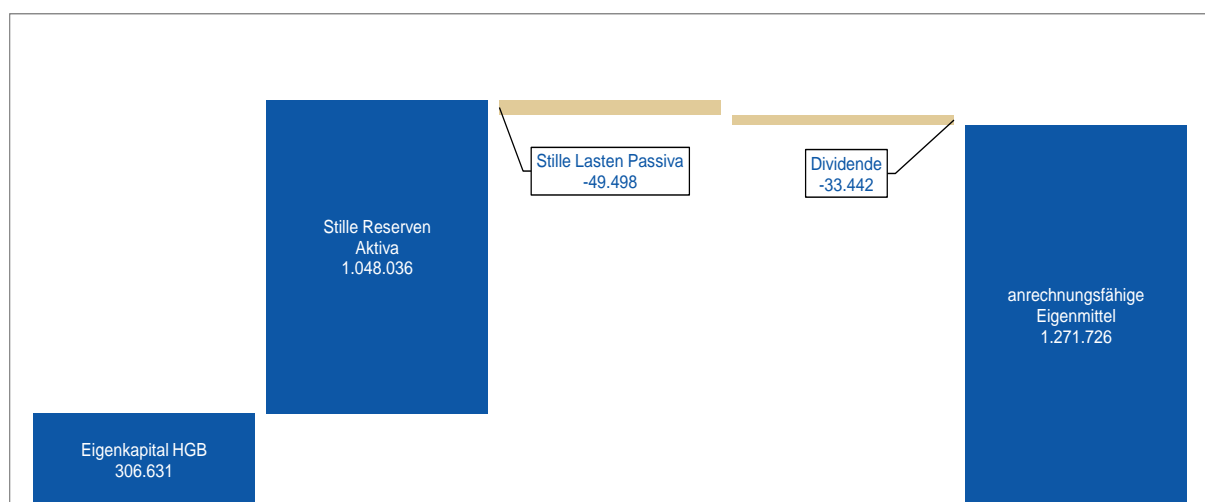 Eigenkapital HGB
306.631
Stille Reserven
Aktiva
1.048.036
Stille Lasten Passiva
-49.498
Dividende
-33.442
anrechnungsfähige
Eigenmittel
1.271.726